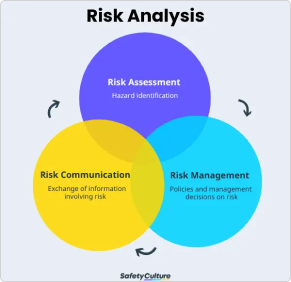 Risk Analysis
Risk Assessment
Hazard identification
Risk Communication
Exchange of information
involving risk
Risk Management
Policies and management
decisions on risk
SafetyCulture